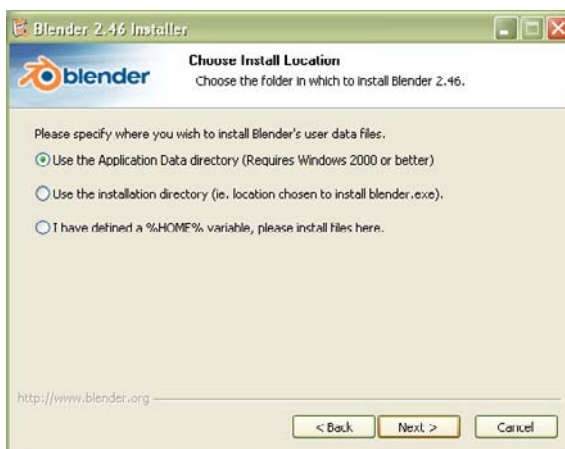 Blender 2.46 Installer
blender
Choose Install Location
Choose the folder in which to install Blender 2.46.
Please specify where you wish to install Blender's user data files.
Use the Application Data directory (Requires Windows 2000 or better)
Use the installation directory (ie. location chosen to install blender.exe).
I have defined a %HOME% variable, please install files here.
http://www.blender.org
< Back
Next >
Cancel